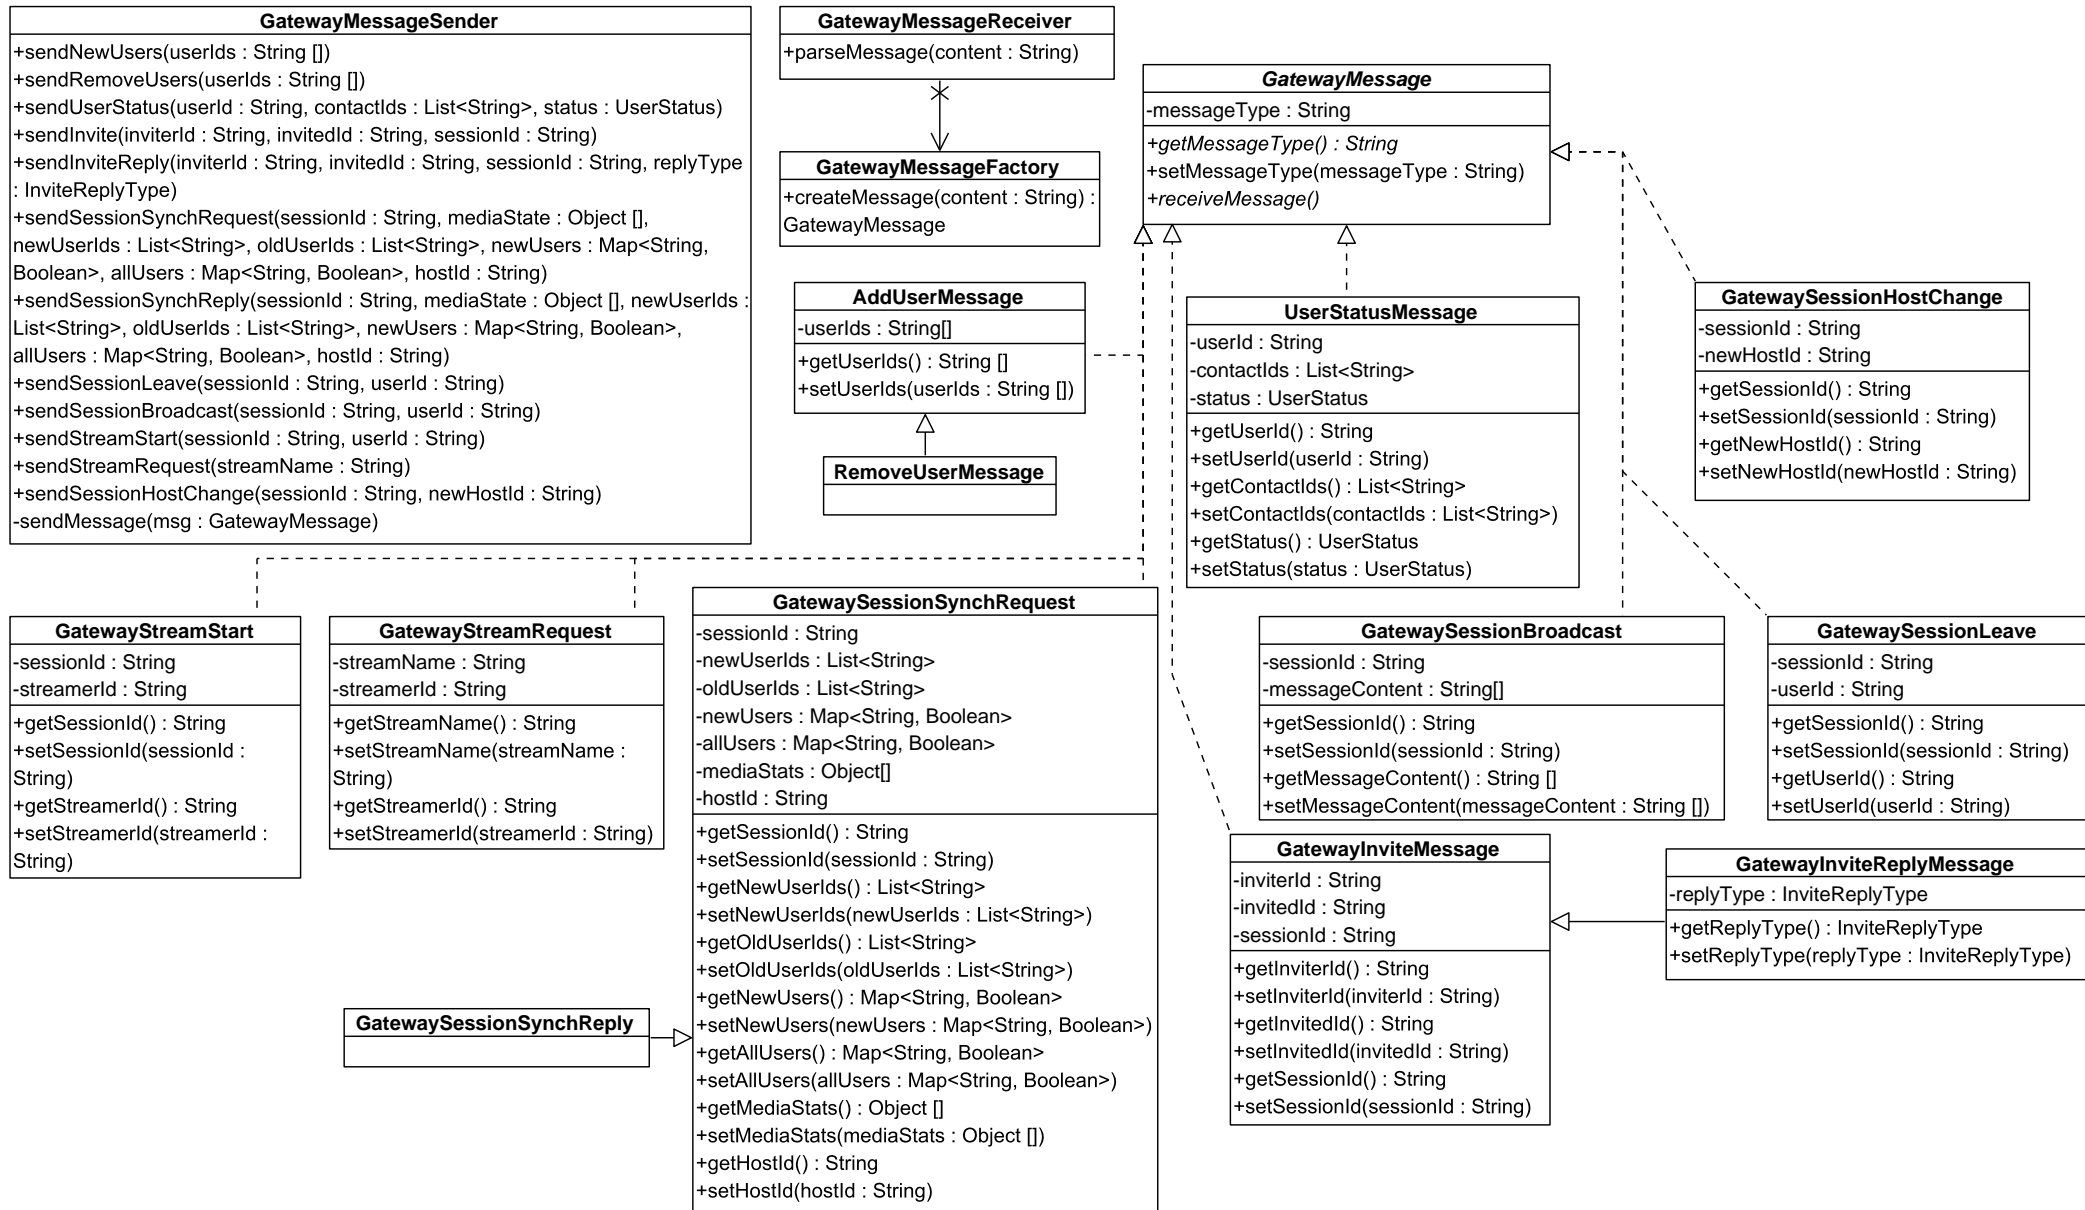 GatewayMessageSender
+sendNewUsers(userIds : String [])
+sendRemoveUsers(userIds : String [])
+sendUserStatus(userId : String, contactIds : List<String>, status : UserStatus)
+sendInvite(inviterId : String, invitedId : String, sessionId : String)
+sendInviteReply(inviterId : String, invitedId : String, sessionId : String, replyType
: InviteReplyType)
+sendSessionSynchRequest(sessionId : String, mediaState : Object [],
newUserIds : List<String>, oldUserIds : List<String>, newUsers : Map<String,
Boolean>, allUsers : Map<String, Boolean>, hostId : String)
+sendSessionSynchReply(sessionId : String, mediaState : Object [], newUserIds :
List<String>, oldUserIds : List<String>, newUsers : Map<String, Boolean>,
allUsers : Map<String, Boolean>, hostId : String)
+sendSessionLeave(sessionId : String, userId : String)
+sendSessionBroadcast(sessionId : String, userId : String)
+sendStreamStart(sessionId : String, userId : String)
+sendStreamRequest(streamName : String)
+sendSessionHostChange(sessionId : String, newHostId : String)
-sendMessage(msg : GatewayMessage)
GatewayMessageReceiver
+parseMessage(content : String)
GatewayMessageFactory
+createMessage(content : String) :
GatewayMessage
GatewayMessage
-messageType : String
+getMessageType() : String
+setMessageType(messageType : String)
+receiveMessage()
AddUserMessage
-userIds : String[]
+getUserIds() : String []
+setUserIds(userIds : String [])
RemoveUserMessage
UserStatusMessage
-userId : String
-contactIds : List<String>
-status : UserStatus
+getUserId() : String
+setUserId(userId : String)
+getContactIds() : List<String>
+setContactIds(contactIds : List<String>)
+getStatus() : UserStatus
+setStatus(status : UserStatus)
GatewaySessionHostChange
-sessionId : String
-newHostId : String
+getSessionId() : String
+setSessionId(sessionId : String)
+getNewHostId() : String
+setNewHostId(newHostId : String)
GatewayStreamStart
-sessionId : String
-streamerId : String
+getSessionId() : String
+setSessionId(sessionId :
String)
+getStreamerId() : String
+setStreamerId(streamerId :
String)
GatewayStreamRequest
-streamName : String
-streamerId : String
+getStreamName() : String
+setStreamName(streamName :
String)
+getStreamerId() : String
+setStreamerId(streamerId : String)
GatewaySessionSynchRequest
-sessionId : String
-newUserIds : List<String>
-oldUserIds : List<String>
-newUsers : Map<String, Boolean>
-allUsers : Map<String, Boolean>
-mediaStats : Object[]
-hostId : String
+getSessionId() : String
+setSessionId(sessionId : String)
+getNewUserIds() : List<String>
+setNewUserIds(newUserIds : List<String>)
+getOldUserIds() : List<String>
+setOldUserIds(oldUserIds : List<String>)
+getNewUsers() : Map<String, Boolean>
+setNewUsers(newUsers : Map<String, Boolean>)
+getAllUsers() : Map<String, Boolean>
+setAllUsers(allUsers : Map<String, Boolean>)
+getMediaStats() : Object []
+setMediaStats(mediaStats : Object [])
+getHostId() : String
+setHostId(hostId : String)
GatewaySessionSynchReply
GatewaySessionBroadcast
-sessionId : String
-messageContent : String[]
+getSessionId() : String
+setSessionId(sessionId : String)
+getMessageContent() : String []
+setMessageContent(messageContent : String [])
GatewaySessionLeave
-sessionId : String
-userId : String
+getSessionId() : String
+setSessionId(sessionId : String)
+getUserId() : String
+setUserId(userId : String)
GatewayInviteMessage
-inviterId : String
-invitedId : String
-sessionId : String
+getInviterId() : String
+setInviterId(inviterId : String)
+getInvitedId() : String
+setInvitedId(invitedId : String)
+getSessionId() : String
+setSessionId(sessionId : String)
GatewayInviteReplyMessage
-replyType : InviteReplyType
+getReplyType() : InviteReplyType
+setReplyType(replyType : InviteReplyType)